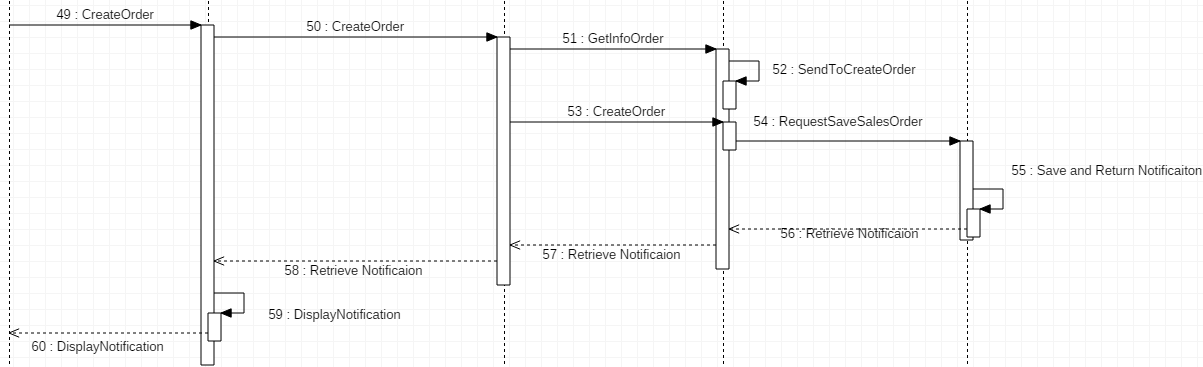 49 : CreateOrder
50 : CreateOrder
51 : GetInfoOrder
52 : SendToCreateOrder
53 : CreateOrder
54 : RequestSaveSalesOrder
55 : Save and Return Notificaiton
56 : Retrieve Notificaion
57 : Retrieve Notificaion
58 : Retrieve Notificaion
59 : DisplayNotification
60 : DisplayNotification